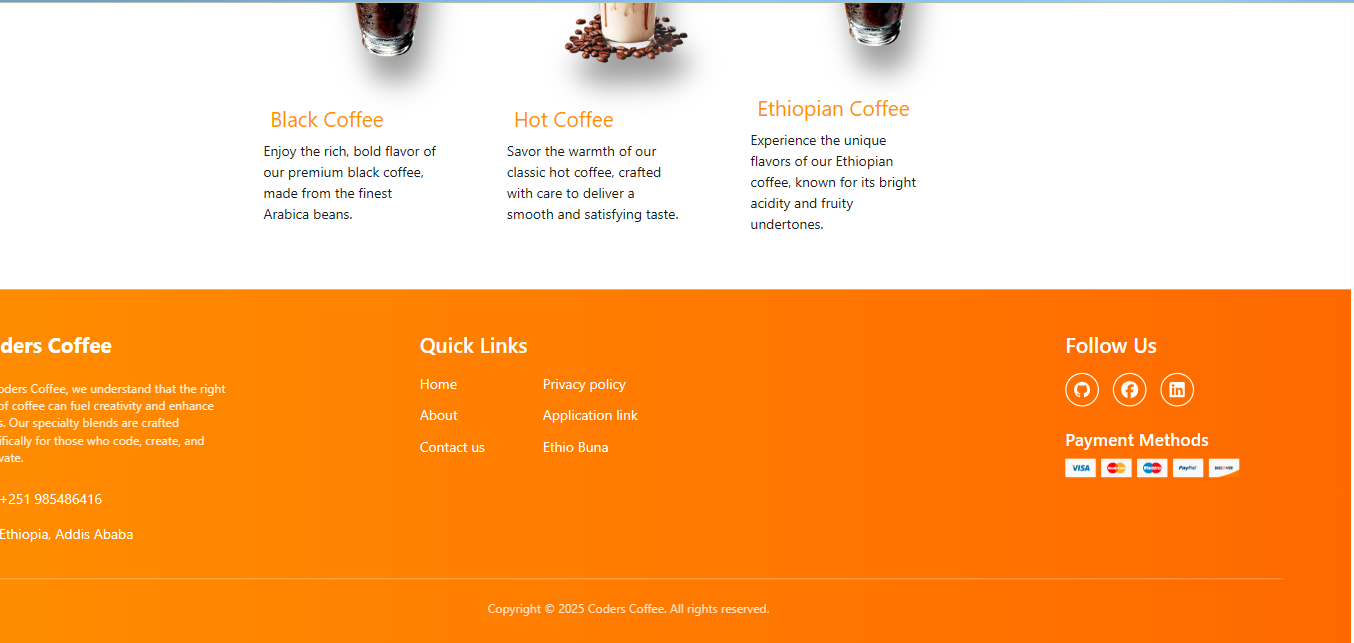 Black Coffee
Enjoy the rich, bold flavor of
our premium black coffee,
made from the finest
Arabica beans.
Hot Coffee
Savor the warmth of our
classic hot coffee, crafted
with care to deliver a
smooth and satisfying taste.
Ethiopian Coffee
Experience the unique
flavors of our Ethiopian
coffee, known for its bright
acidity and fruity
undertones.
ders Coffee
oders Coffee, we understand that the right
of coffee can fuel creativity and enhance
s. Our specialty blends are crafted
ifically for those who code, create, and
vate.
+251 985486416
Ethiopia, Addis Ababa
Quick Links
Home
About
Contact us
Privacy policy
Application link
Ethio Buna
Follow Us
Payment Methods
VISA
PayPal
DISCOVER
Copyright © 2025 Coders Coffee. All rights reserved.